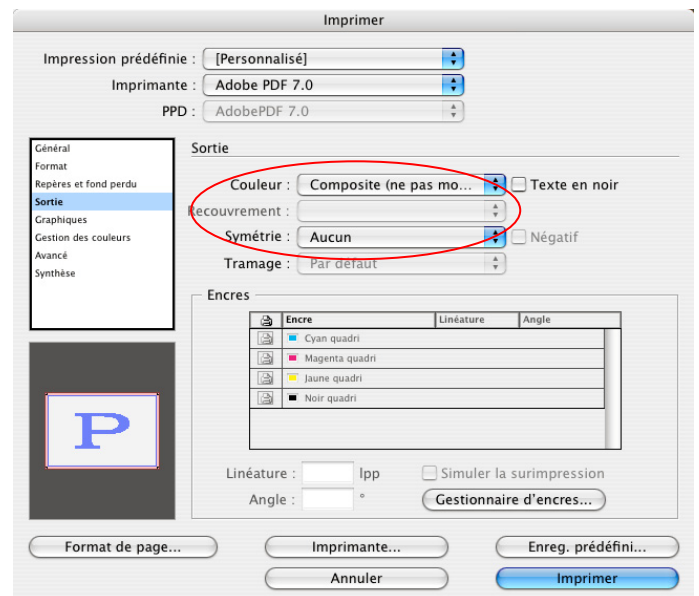 Imprimer
Impression prédéfinie : [Personnalisé]
Imprimante : Adobe PDF 7.0
PPD : AdobePDF 7.0
Général
Format
Repères et fond perdu
Sortie
Graphiques
Gestion des couleurs
Avancé
Synthèse
Sortie
Couleur : Composite (ne pas mo... Texte en noir
Recouvrement :
Symétrie : Aucun Négatif
Tramage : Par défaut
Encres
Encre Linéature Angle
Cyan quadri
Magenta quadri
Jaune quadri
Noir quadri
Linéature : lpp Simuler la surimpression
Angle : ° Gestionnaire d'encres...
P
Format de page... Imprimante... Enreg. prédéfini...
Annuler Imprimer